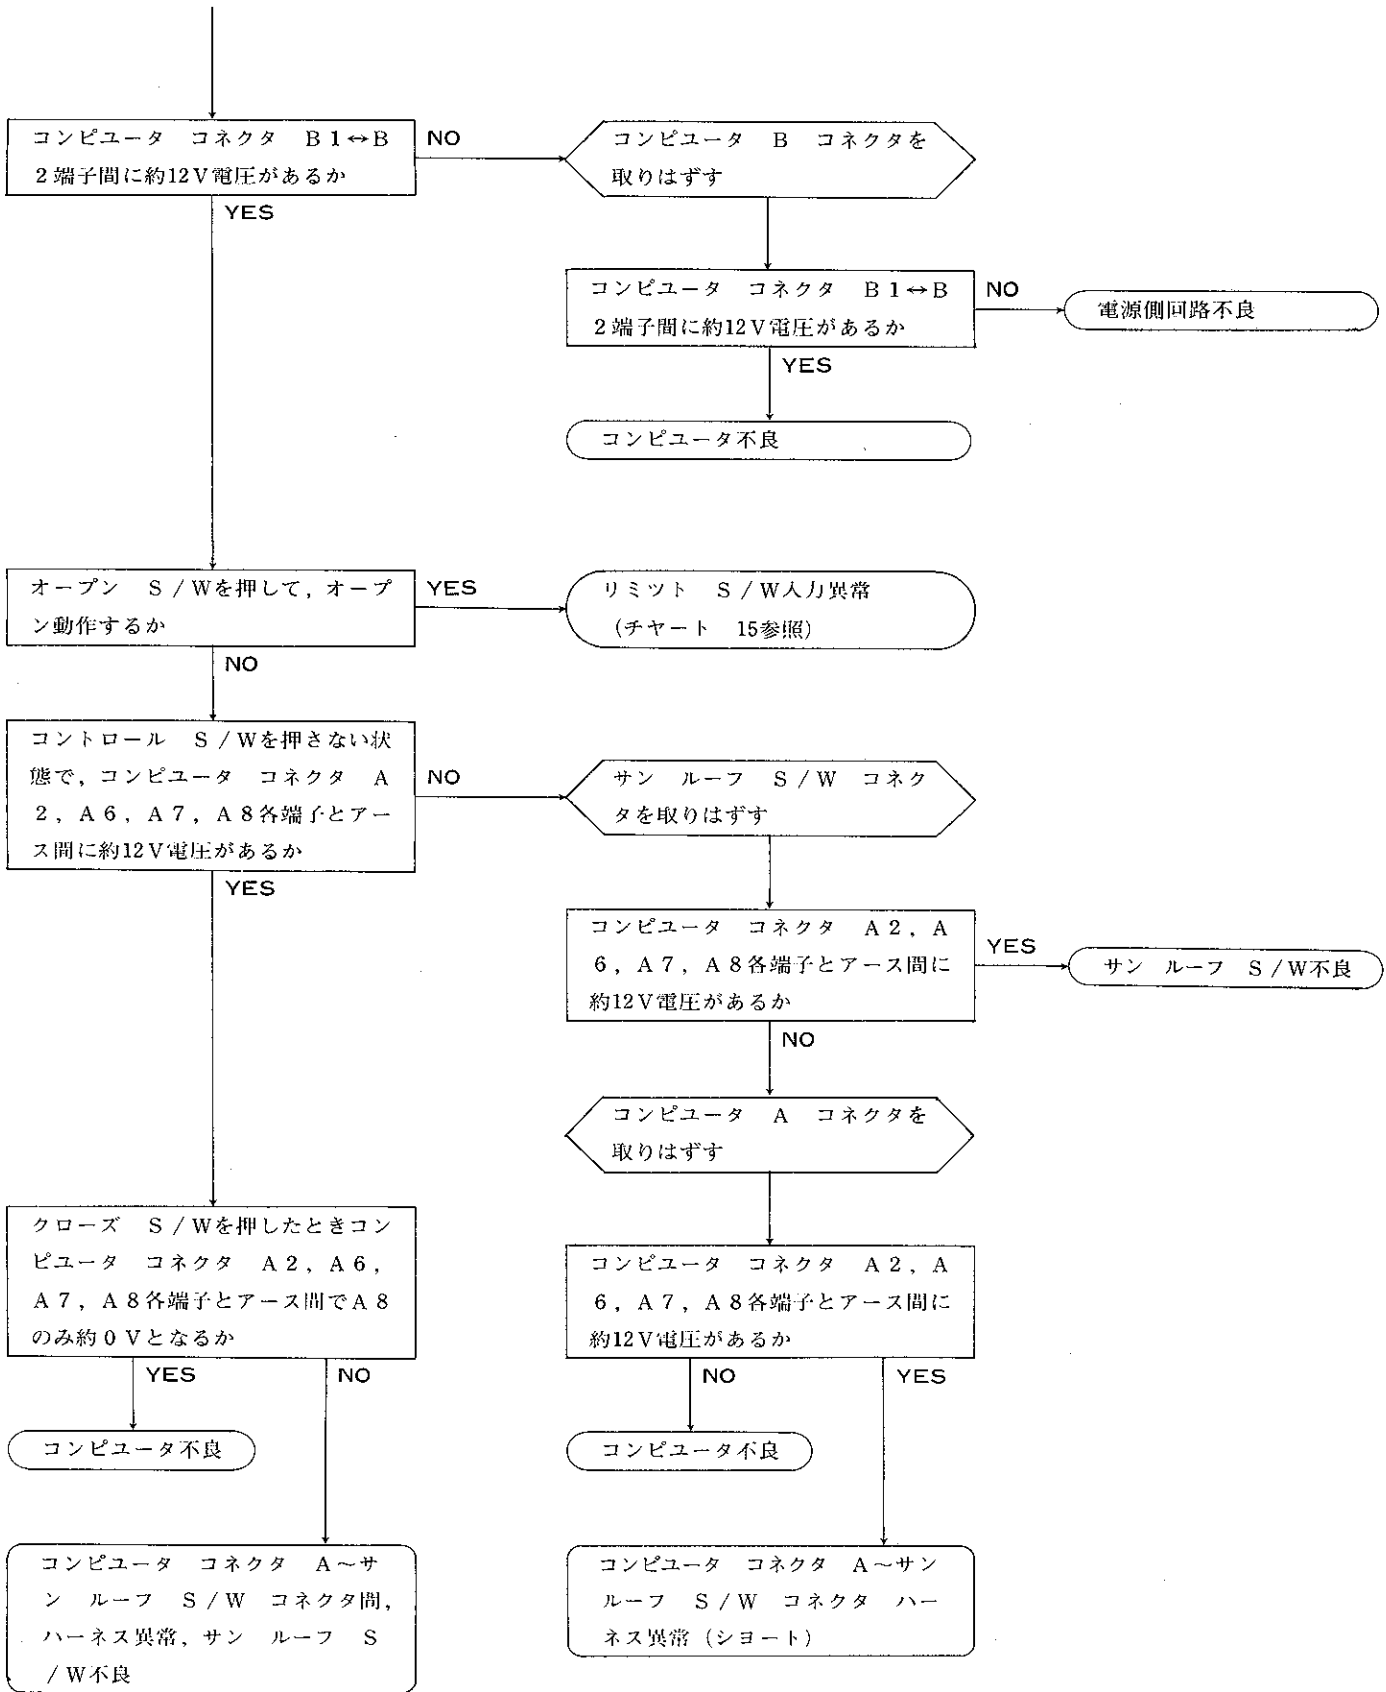 コンピユータ　コネクタ　B1↔B
2端子間に約12V電圧があるか
NO
コンピユータ　B　コネクタを
取りはずす
YES
コンピユータ　コネクタ　B1↔B
2端子間に約12V電圧があるか
NO
電源側回路不良
YES
コンピユータ不良
オープン　S/Wを押して，オープ
ン動作するか
YES
リミツト　S/W入力異常
(チヤート　15参照)
NO
コントロール　S/Wを押さない状
態で，コンピユータ　コネクタ　A
2，A6，A7，A8各端子とアー
ス間に約12V電圧があるか
NO
サン　ルーフ　S/W　コネク
タを取りはずす
YES
コンピユータ　コネクタ　A2，A
6，A7，A8各端子とアース間に
約12V電圧があるか
YES
サン　ルーフ　S/W不良
NO
コンピユータ　A　コネクタを
取りはずす
クローズ　S/Wを押したときコン
ピユータ　コネクタ　A2，A6，
A7，A8各端子とアース間でA8
のみ約0Vとなるか
コンピユータ　コネクタ　A2，A
6，A7，A8各端子とアース間に
約12V電圧があるか
YES
NO
NO
YES
コンピユータ不良
コンピユータ不良
コンピユータ　コネクタ　A～サ
ン　ルーフ　S/W　コネクタ間，
ハーネス異常，サン　ルーフ　S
/W不良
コンピユータ　コネクタ　A～サン
ルーフ　S/W　コネクタ　ハー
ネス異常(シヨート)